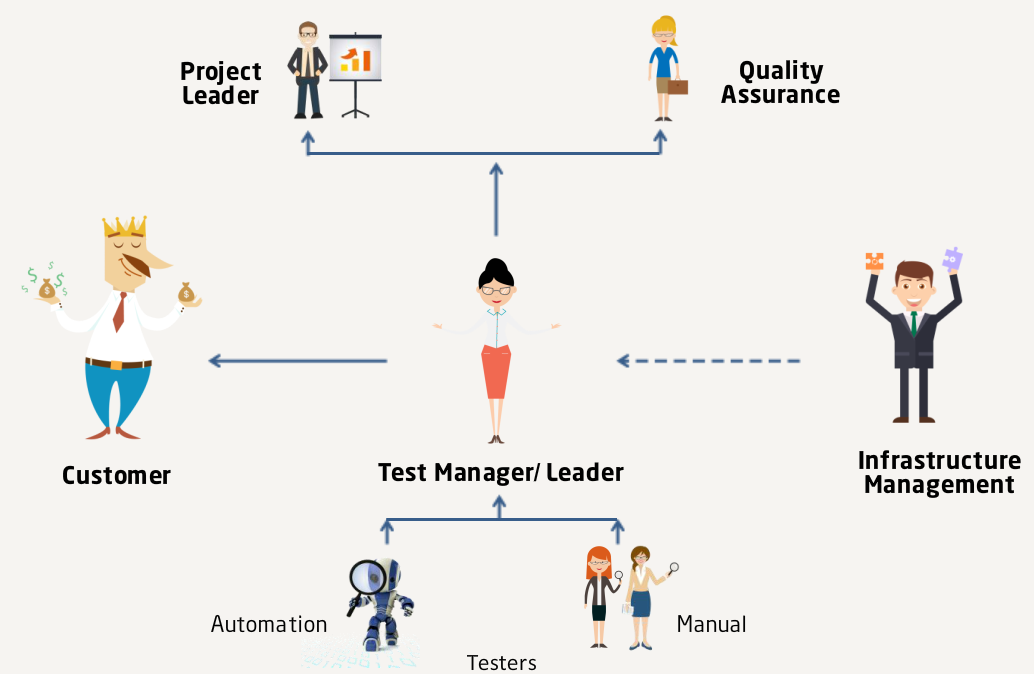 Project
Leader
Quality
Assurance
$
$
$
$
$
$
Customer
Test Manager/ Leader
Infrastructure
Management
Automation
Manual
Testers